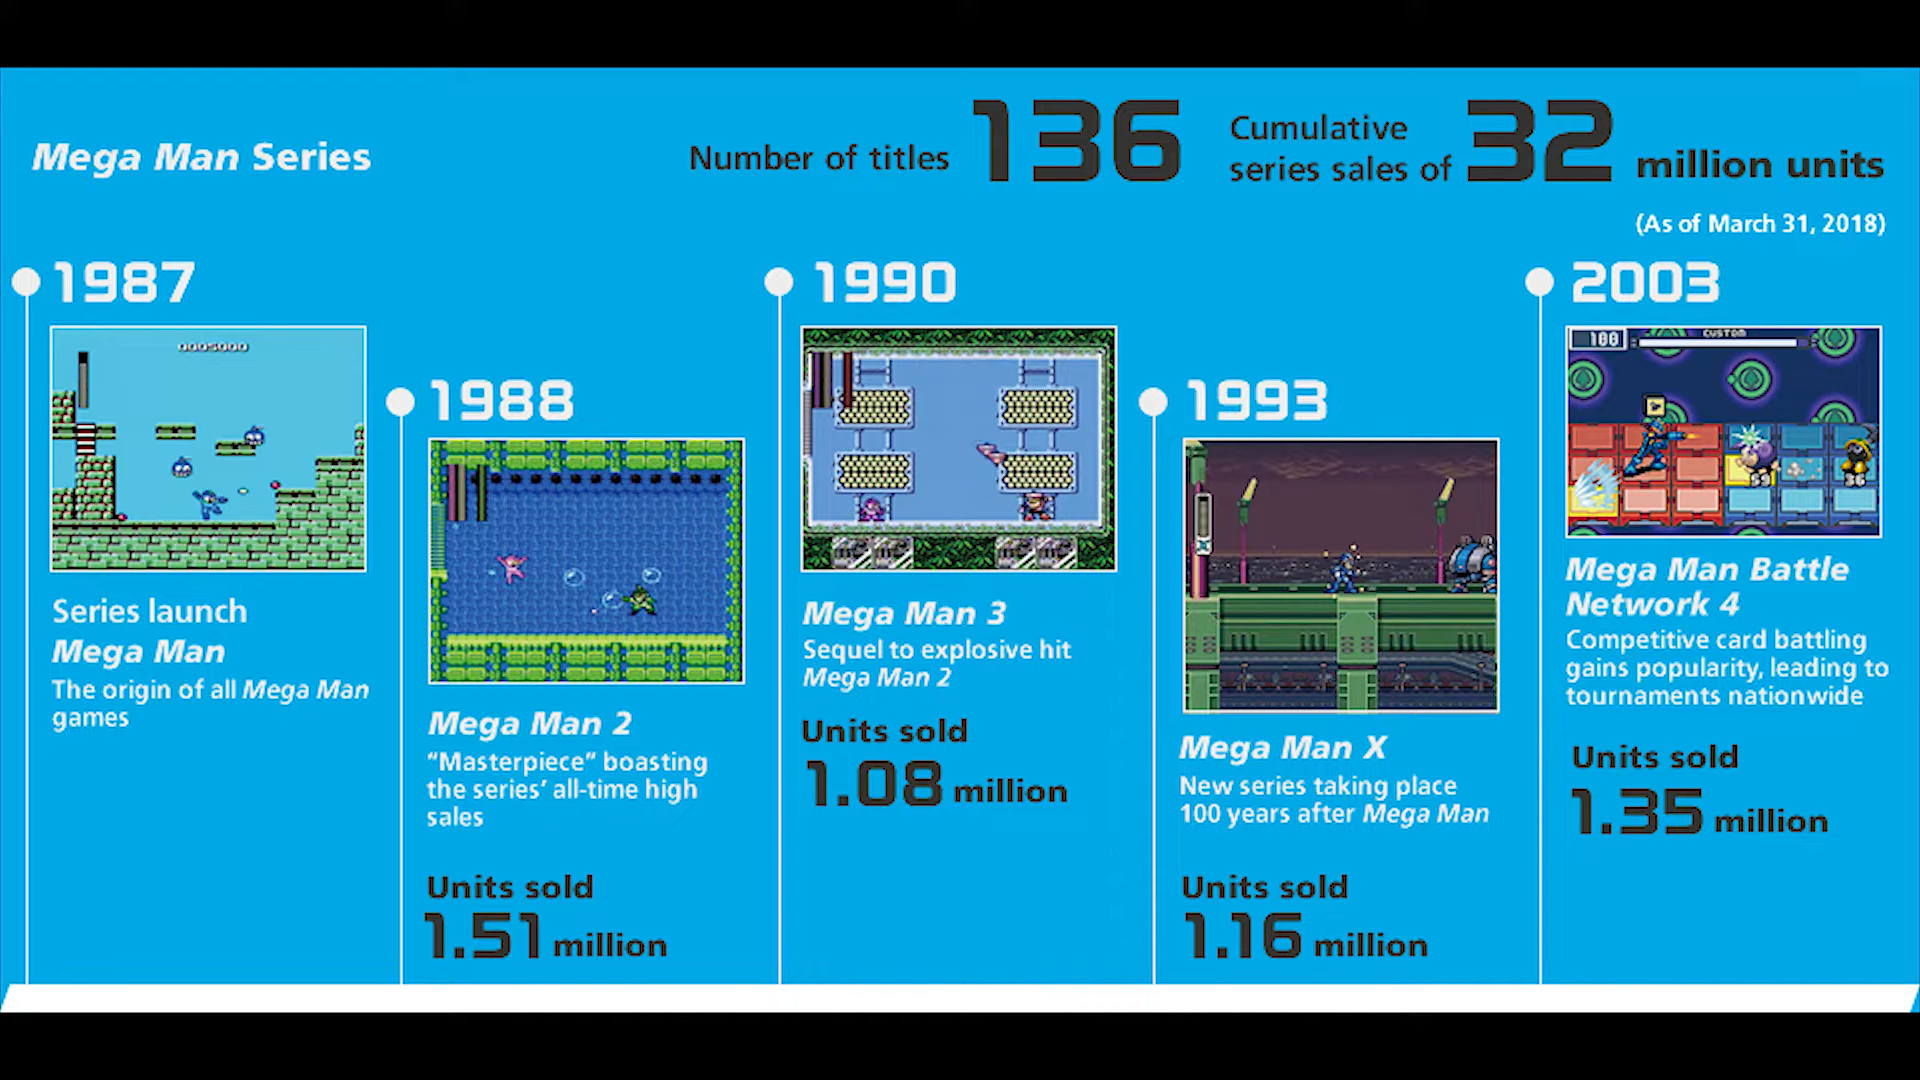 Mega Man Series
Number of titles 136
Cumulative
series sales of 32 million units
(As of March 31, 2018)
1987
0005000
Series launch
Mega Man
The origin of all Mega Man
games
1988
Mega Man 2
“Masterpiece” boasting
the series’ all-time high
sales
Units sold
1.51 million
1990
Mega Man 3
Sequel to explosive hit
Mega Man 2
Units sold
1.08 million
1993
Mega Man X
New series taking place
100 years after Mega Man
Units sold
1.16 million
2003
100
CUSTOM
36
Mega Man Battle
Network 4
Competitive card battling
gains popularity, leading to
tournaments nationwide
Units sold
1.35 million